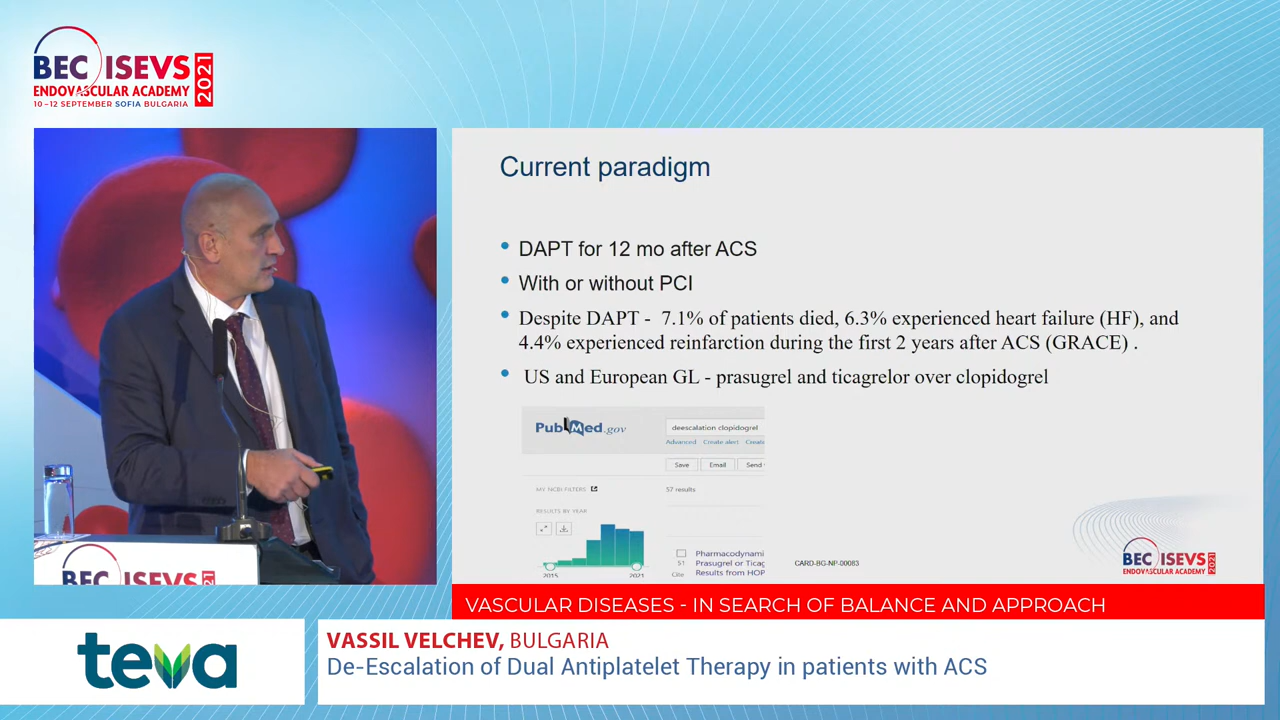 BEC ISEVS
ENDOVASCULAR ACADEMY
10–12 SEPTEMBER SOFIA BULGARIA
2021
BEC ISEVS
Current paradigm
• DAPT for 12 mo after ACS
• With or without PCI
• Despite DAPT - 7.1% of patients died, 6.3% experienced heart failure (HF), and
4.4% experienced reinfarction during the first 2 years after ACS (GRACE) .
• US and European GL - prasugrel and ticagrelor over clopidogrel
PubMed.gov
deescalation clopidogrel
Advanced Create alert Create
Save Email Send
MY NCBI FILTERS
57 results
RESULTS BY YEAR
2015 2021
51
Cite
Pharmacodynami
Prasugrel or Ticag
Results from HOP
CARD-BG-NP-00083
BEC ISEVS
ENDOVASCULAR ACADEMY
2021
VASCULAR DISEASES - IN SEARCH OF BALANCE AND APPROACH
teva
VASSIL VELCHEV, BULGARIA
De-Escalation of Dual Antiplatelet Therapy in patients with ACS